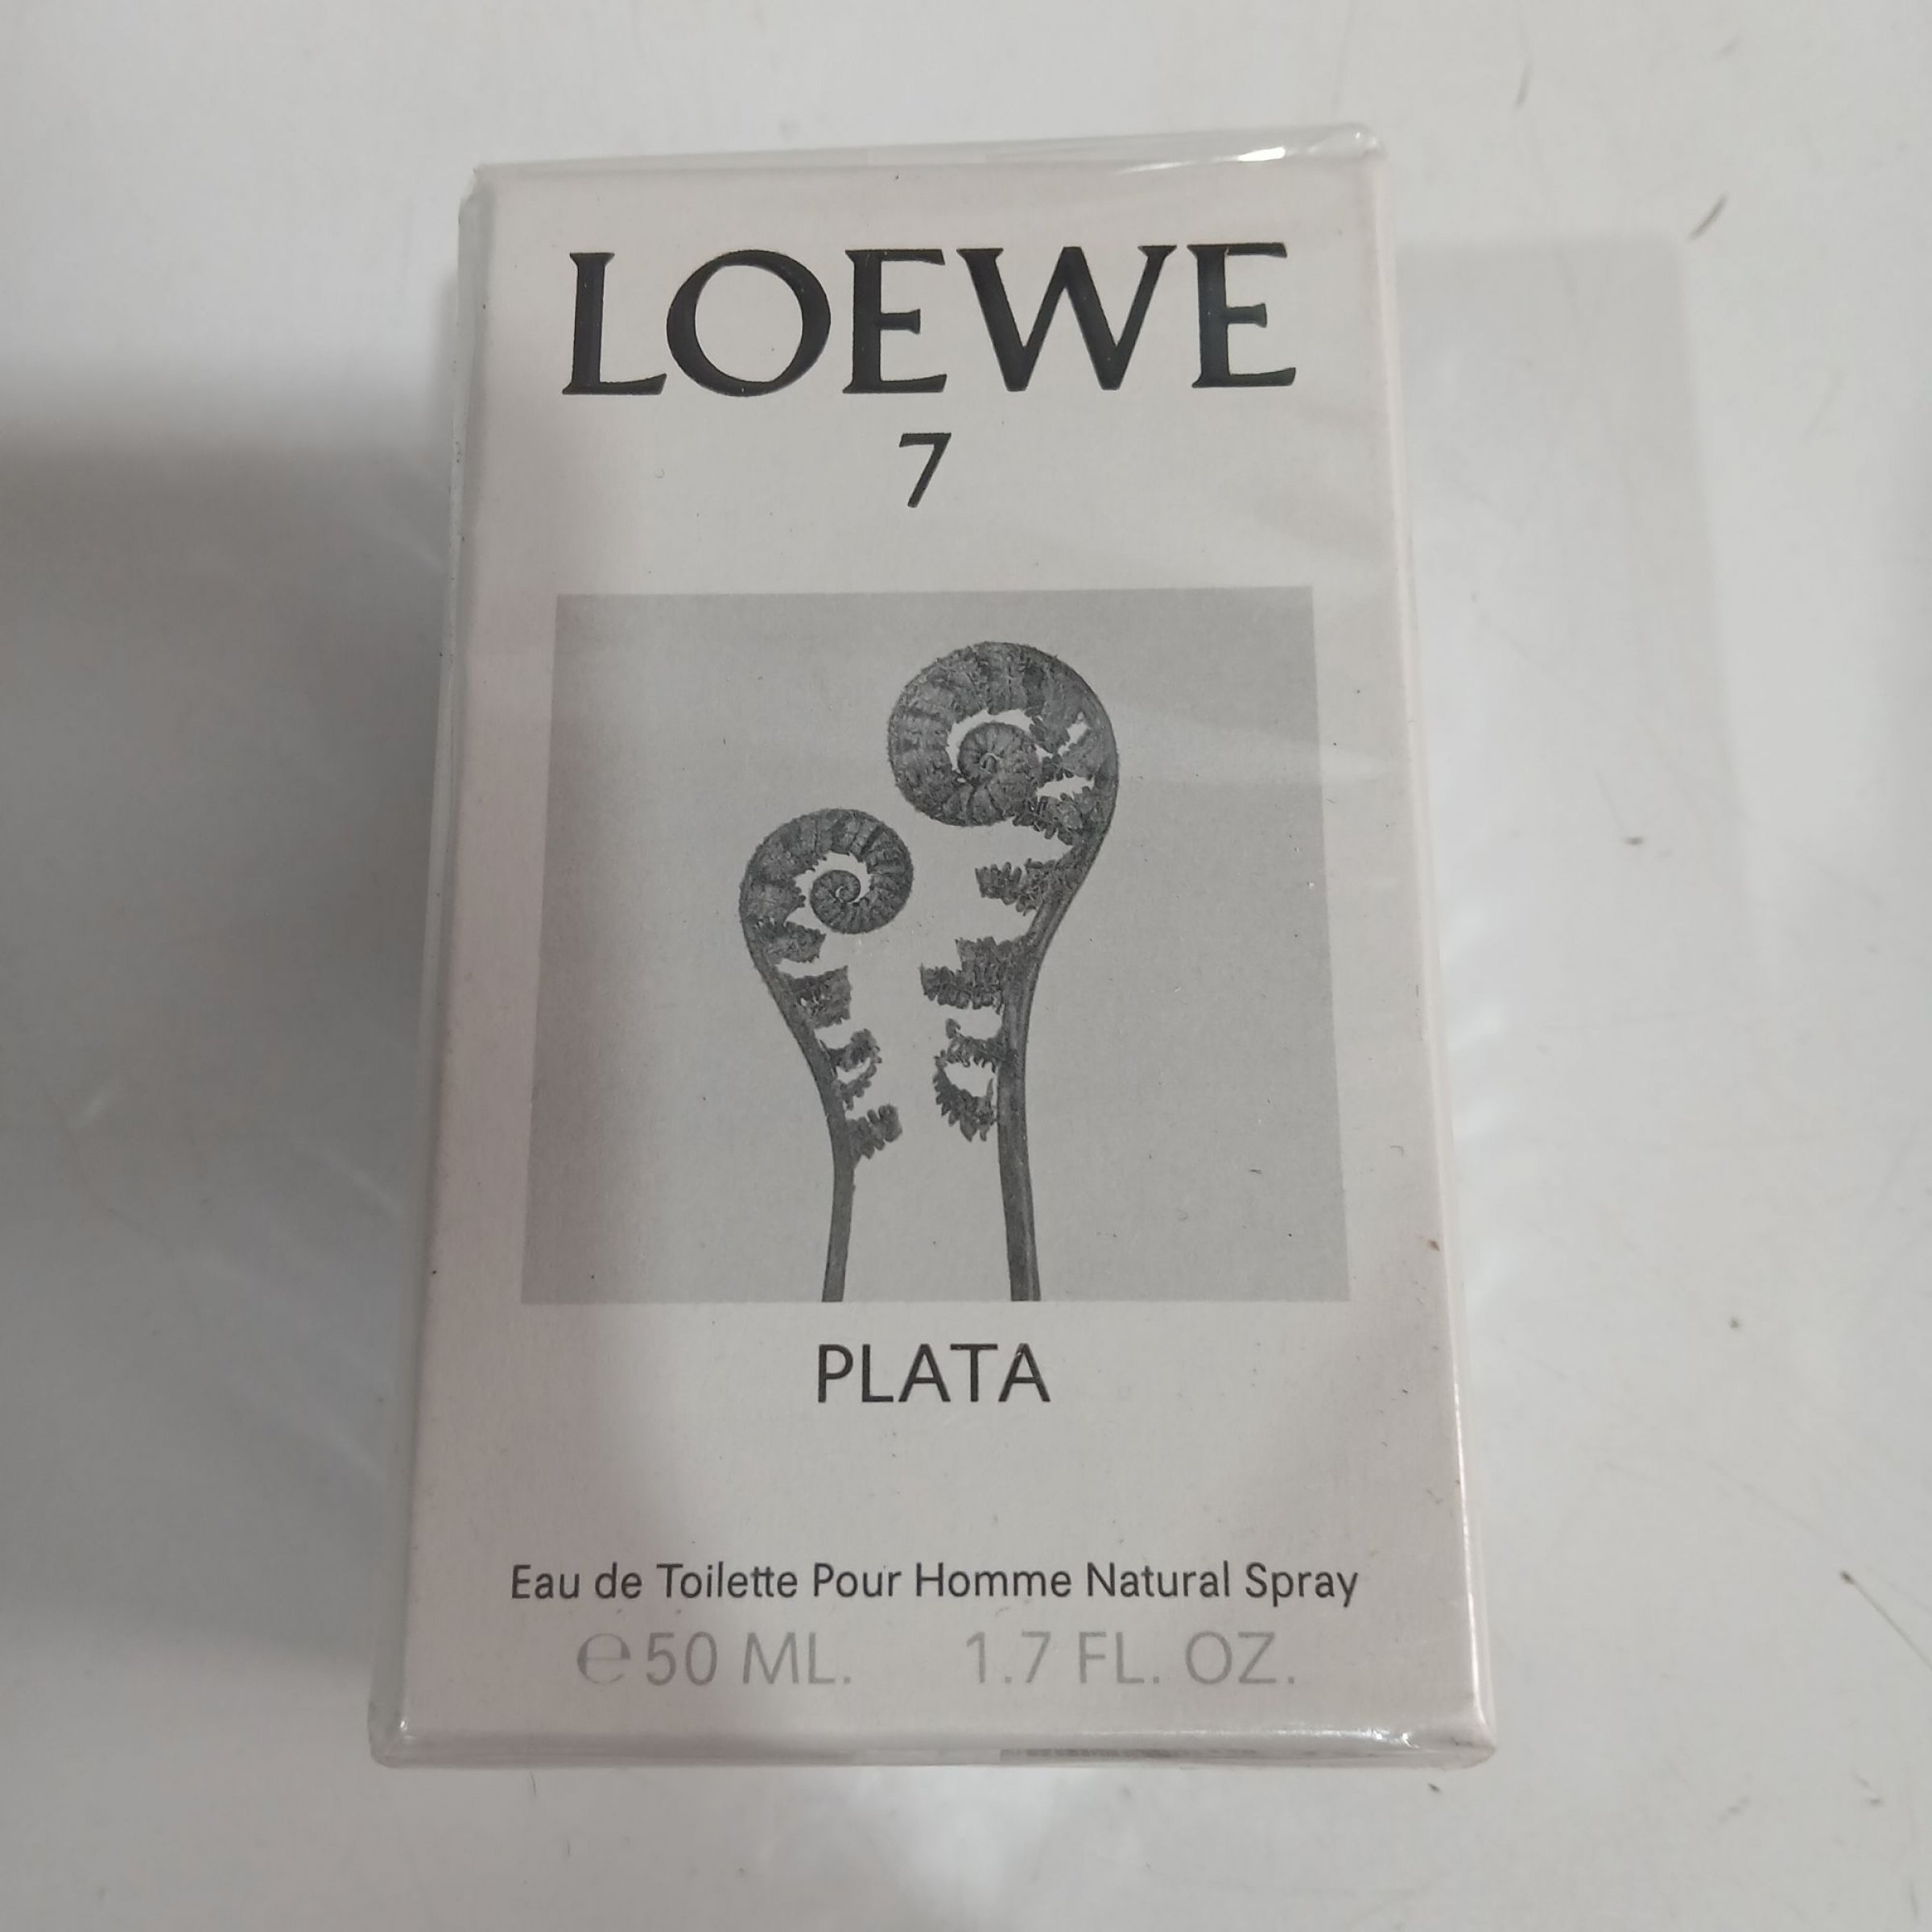 LOEWE
7
PLATA
Eau de Toilette Pour Homme Natural Spray
℮ 50 ML. 1.7 FL. OZ.